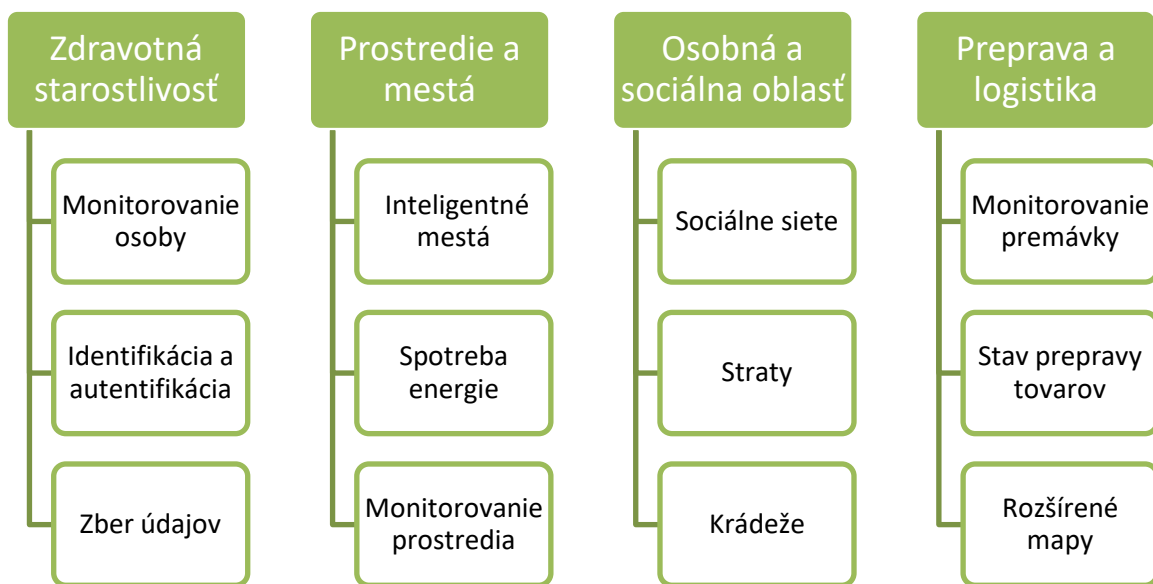 Zdravotná
starostlivosť
Monitorovanie
osoby
Identifikácia a
autentifikácia
Zber údajov
Prostredie a
mestá
Inteligentné
mestá
Spotreba
energie
Monitorovanie
prostredia
Osobná a
sociálna oblasť
Sociálne siete
Straty
Krádeže
Preprava a
logistika
Monitorovanie
premávky
Stav prepravy
tovarov
Rozšírené
mapy